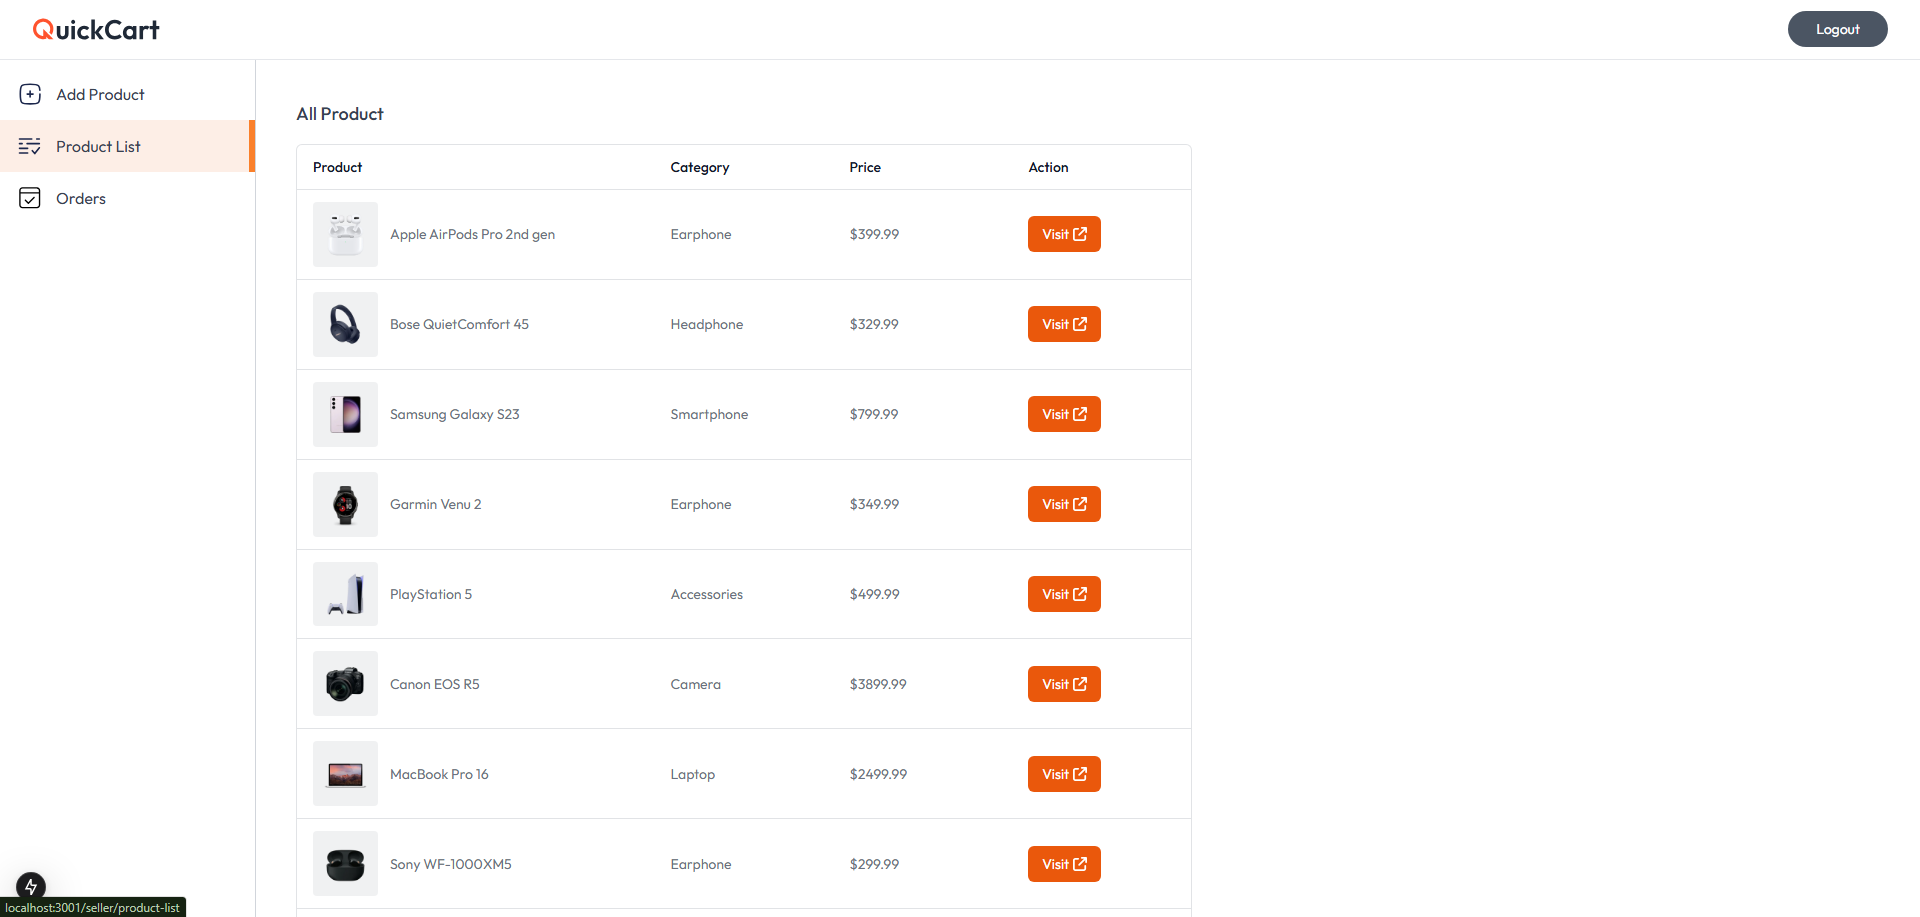 QuickCart
Logout
Add Product
Product List
Orders
All Product
Product Category Price Action
Apple AirPods Pro 2nd gen Earphone $399.99 Visit
Bose QuietComfort 45 Headphone $329.99 Visit
Samsung Galaxy S23 Smartphone $799.99 Visit
Garmin Venu 2 Earphone $349.99 Visit
PlayStation 5 Accessories $499.99 Visit
Canon EOS R5 Camera $3899.99 Visit
MacBook Pro 16 Laptop $2499.99 Visit
Sony WF-1000XM5 Earphone $299.99 Visit
localhost:3001/seller/product-list